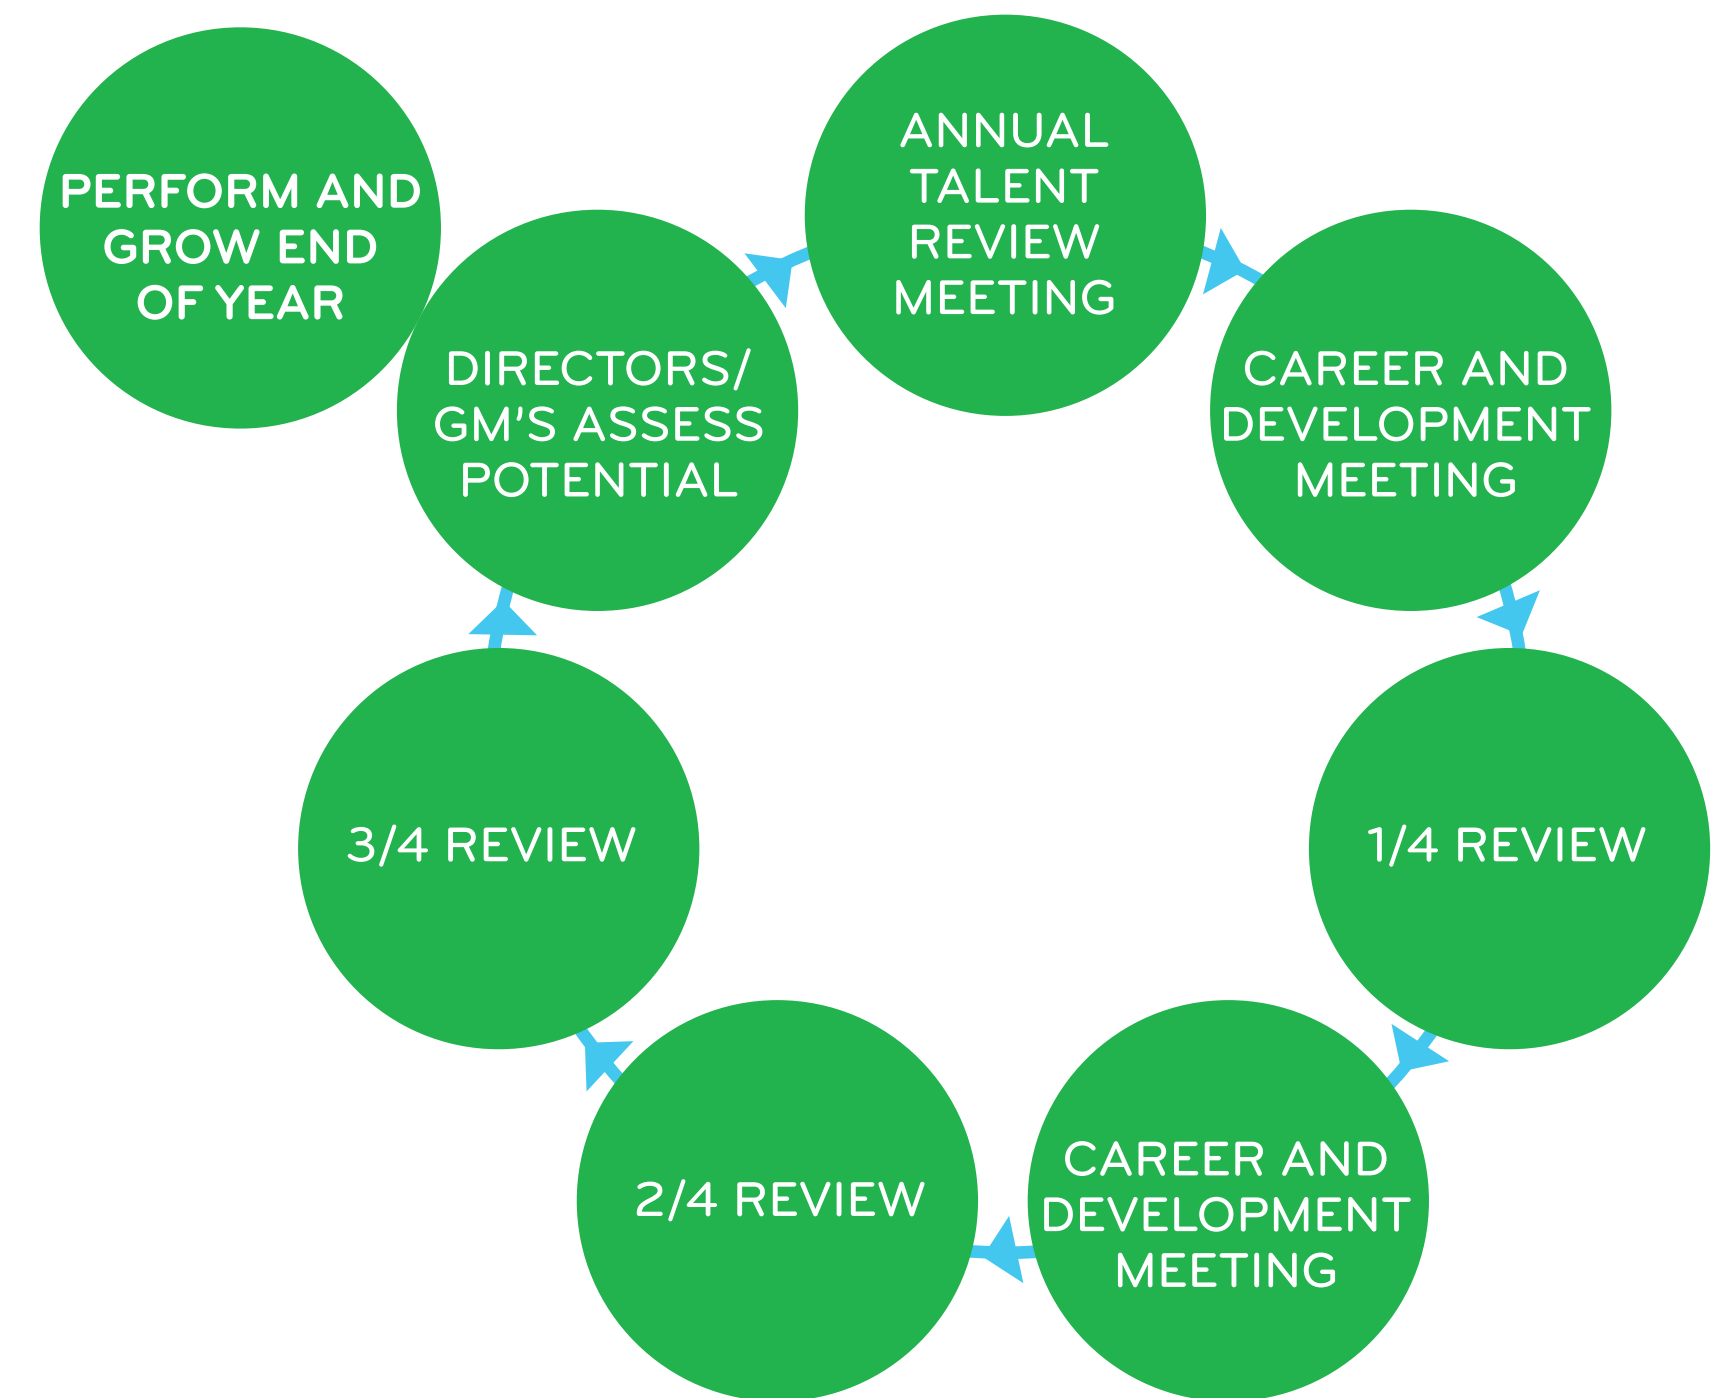 PERFORM AND
GROW END
OF YEAR
DIRECTORS/
GM'S ASSESS
POTENTIAL
ANNUAL
TALENT
REVIEW
MEETING
CAREER AND
DEVELOPMENT
MEETING
1/4 REVIEW
CAREER AND
DEVELOPMENT
MEETING
2/4 REVIEW
3/4 REVIEW